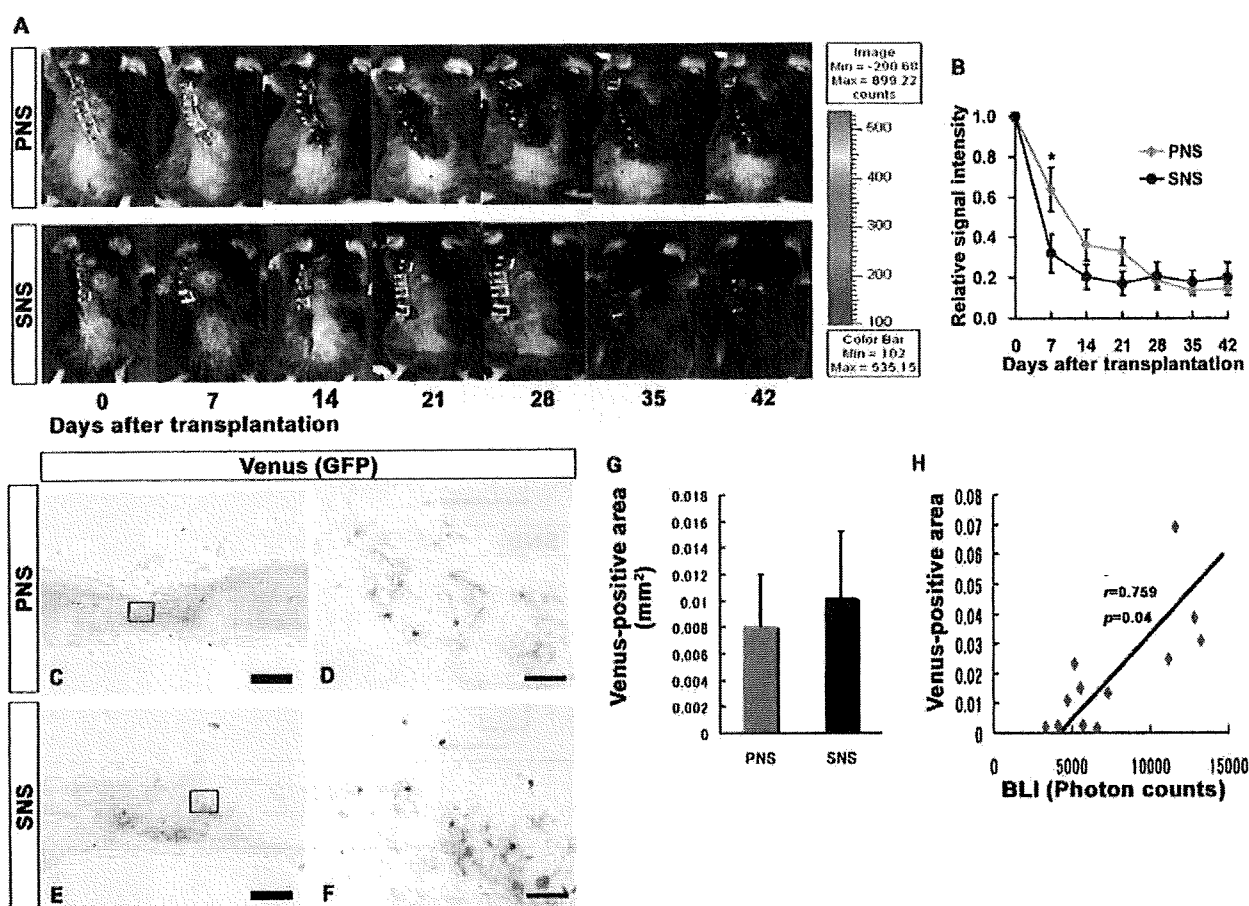 A
PNS
SNS
Image
Min = -290.68
Max = 899.22
counts
500
400
300
200
100
Color Bar
Min = 102
Max = 535.15
0 7 14 21 28 35 42
Days after transplantation
B
Relative signal intensity
1.0
0.8
0.6
0.4
0.2
0.0
*
PNS
SNS
0 7 14 21 28 35 42
Days after transplantation
Venus (GFP)
PNS
C
D
SNS
E
F
G
Venus-positive area
(mm²)
0.018
0.016
0.014
0.012
0.01
0.008
0.006
0.004
0.002
0
PNS SNS
H
Venus-positive area
0.08
0.07
0.06
0.05
0.04
0.03
0.02
0.01
0
r=0.759
p=0.04
0 5000 10000 15000
BLI (Photon counts)